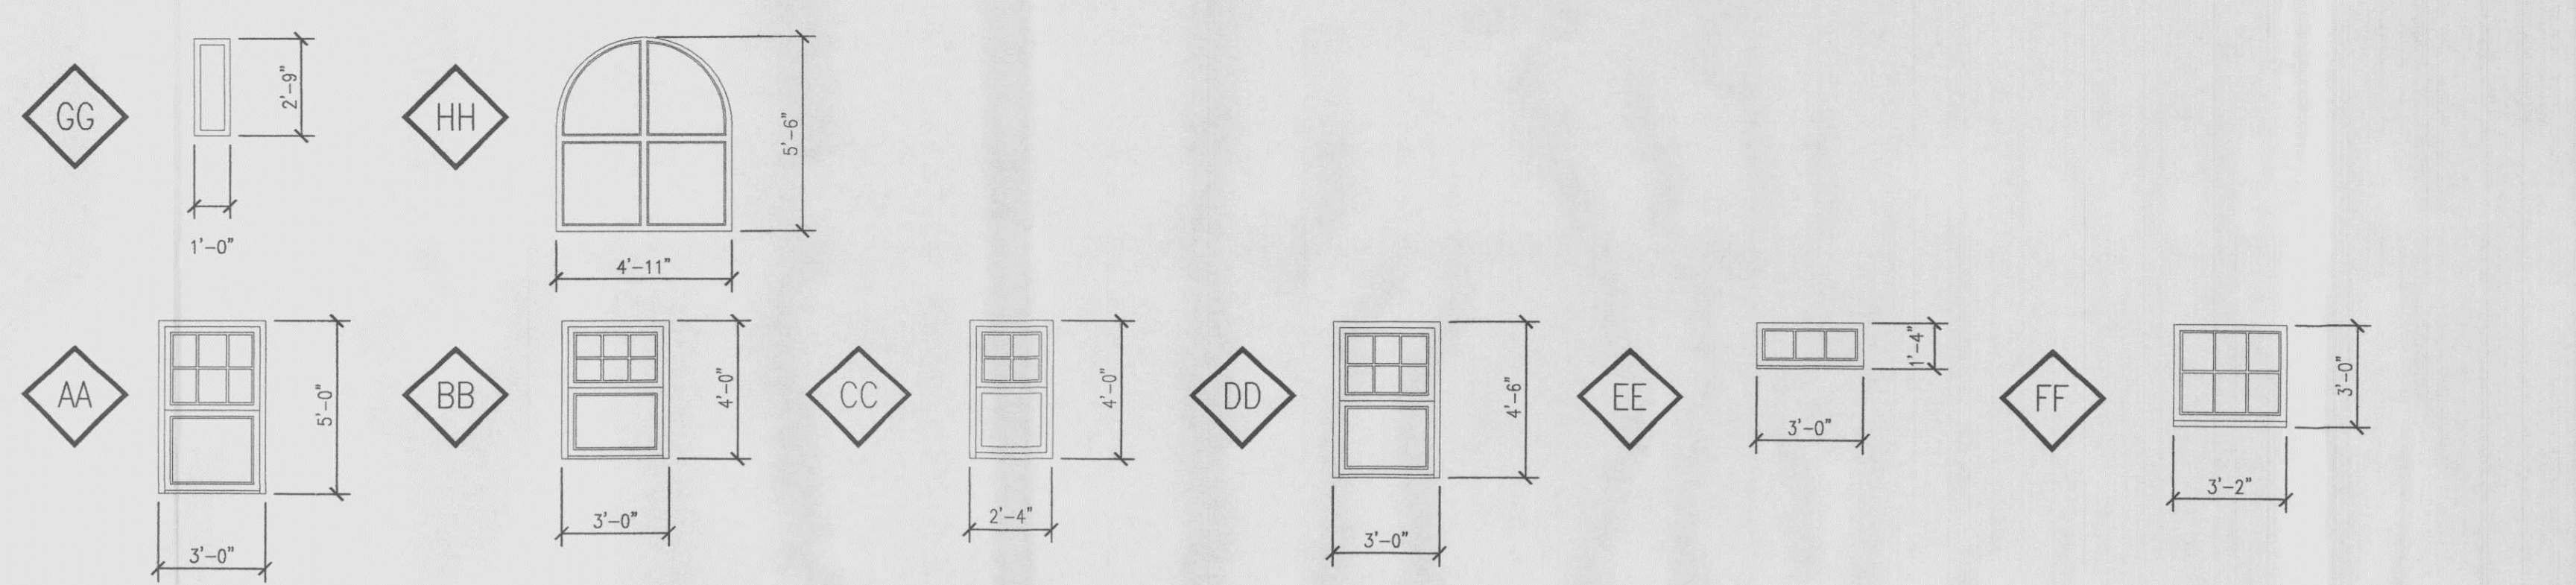 GG
2'-9"
1'-0"
HH
5'-6"
4'-11"
AA
5'-0"
3'-0"
BB
4'-0"
3'-0"
CC
4'-0"
2'-4"
DD
4'-6"
3'-0"
EE
1'-4"
3'-0"
FF
3'-0"
3'-2"